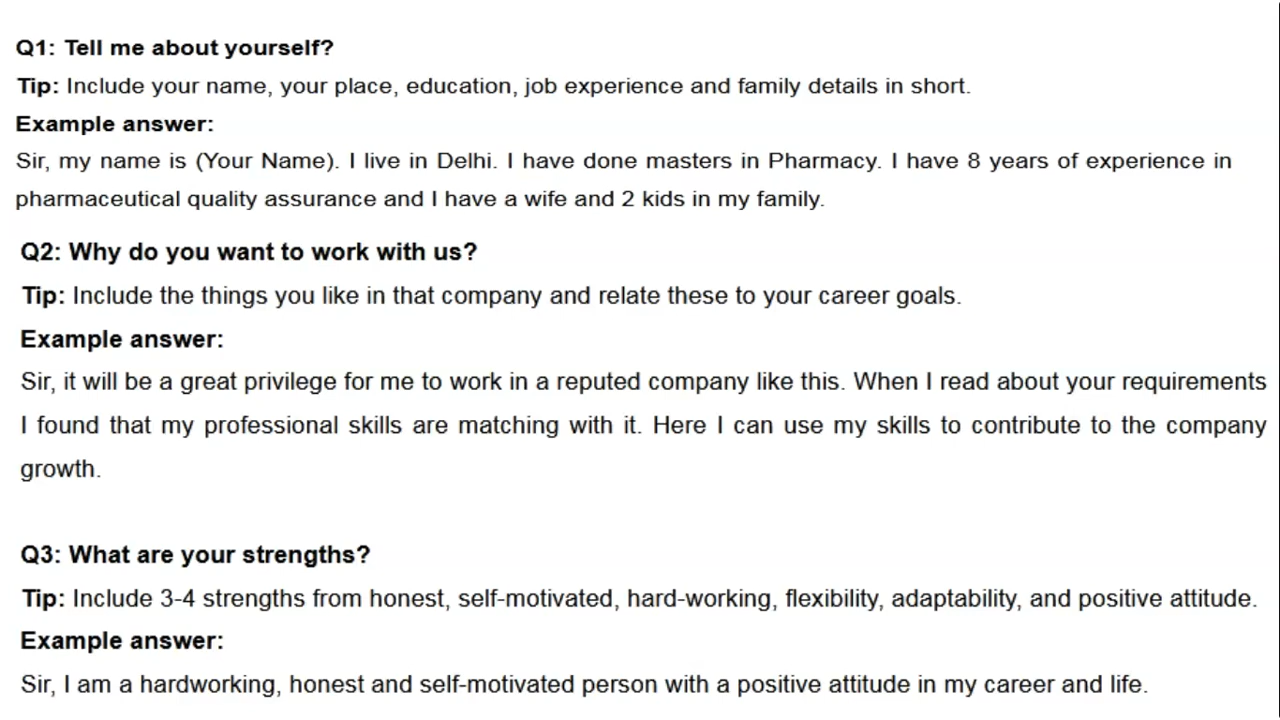 Q1: Tell me about yourself?
Tip: Include your name, your place, education, job experience and family details in short.
Example answer:
Sir, my name is (Your Name). I live in Delhi. I have done masters in Pharmacy. I have 8 years of experience in
pharmaceutical quality assurance and I have a wife and 2 kids in my family.
Q2: Why do you want to work with us?
Tip: Include the things you like in that company and relate these to your career goals.
Example answer:
Sir, it will be a great privilege for me to work in a reputed company like this. When I read about your requirements
I found that my professional skills are matching with it. Here I can use my skills to contribute to the company
growth.
Q3: What are your strengths?
Tip: Include 3-4 strengths from honest, self-motivated, hard-working, flexibility, adaptability, and positive attitude.
Example answer:
Sir, I am a hardworking, honest and self-motivated person with a positive attitude in my career and life.